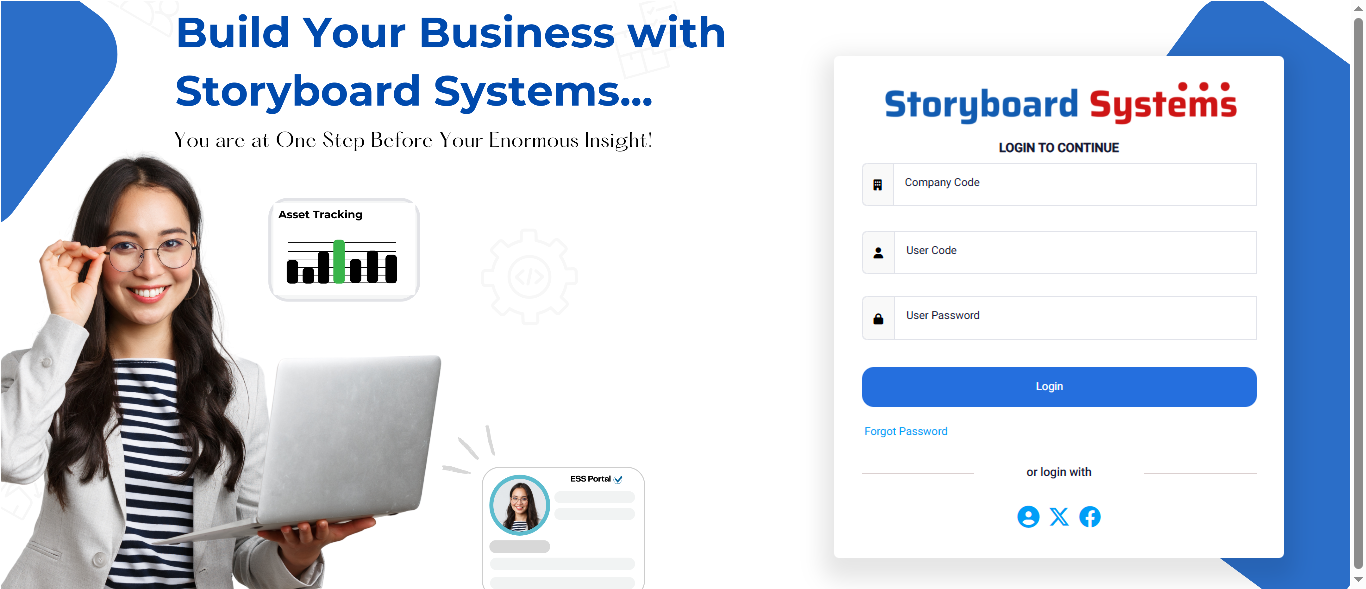 Build Your Business with
Storyboard Systems...
You are at One Step Before Your Enormous Insight!
Asset Tracking
ESS Portal
Storyboard Systems
LOGIN TO CONTINUE
Company Code
User Code
User Password
Login
Forgot Password
or login with